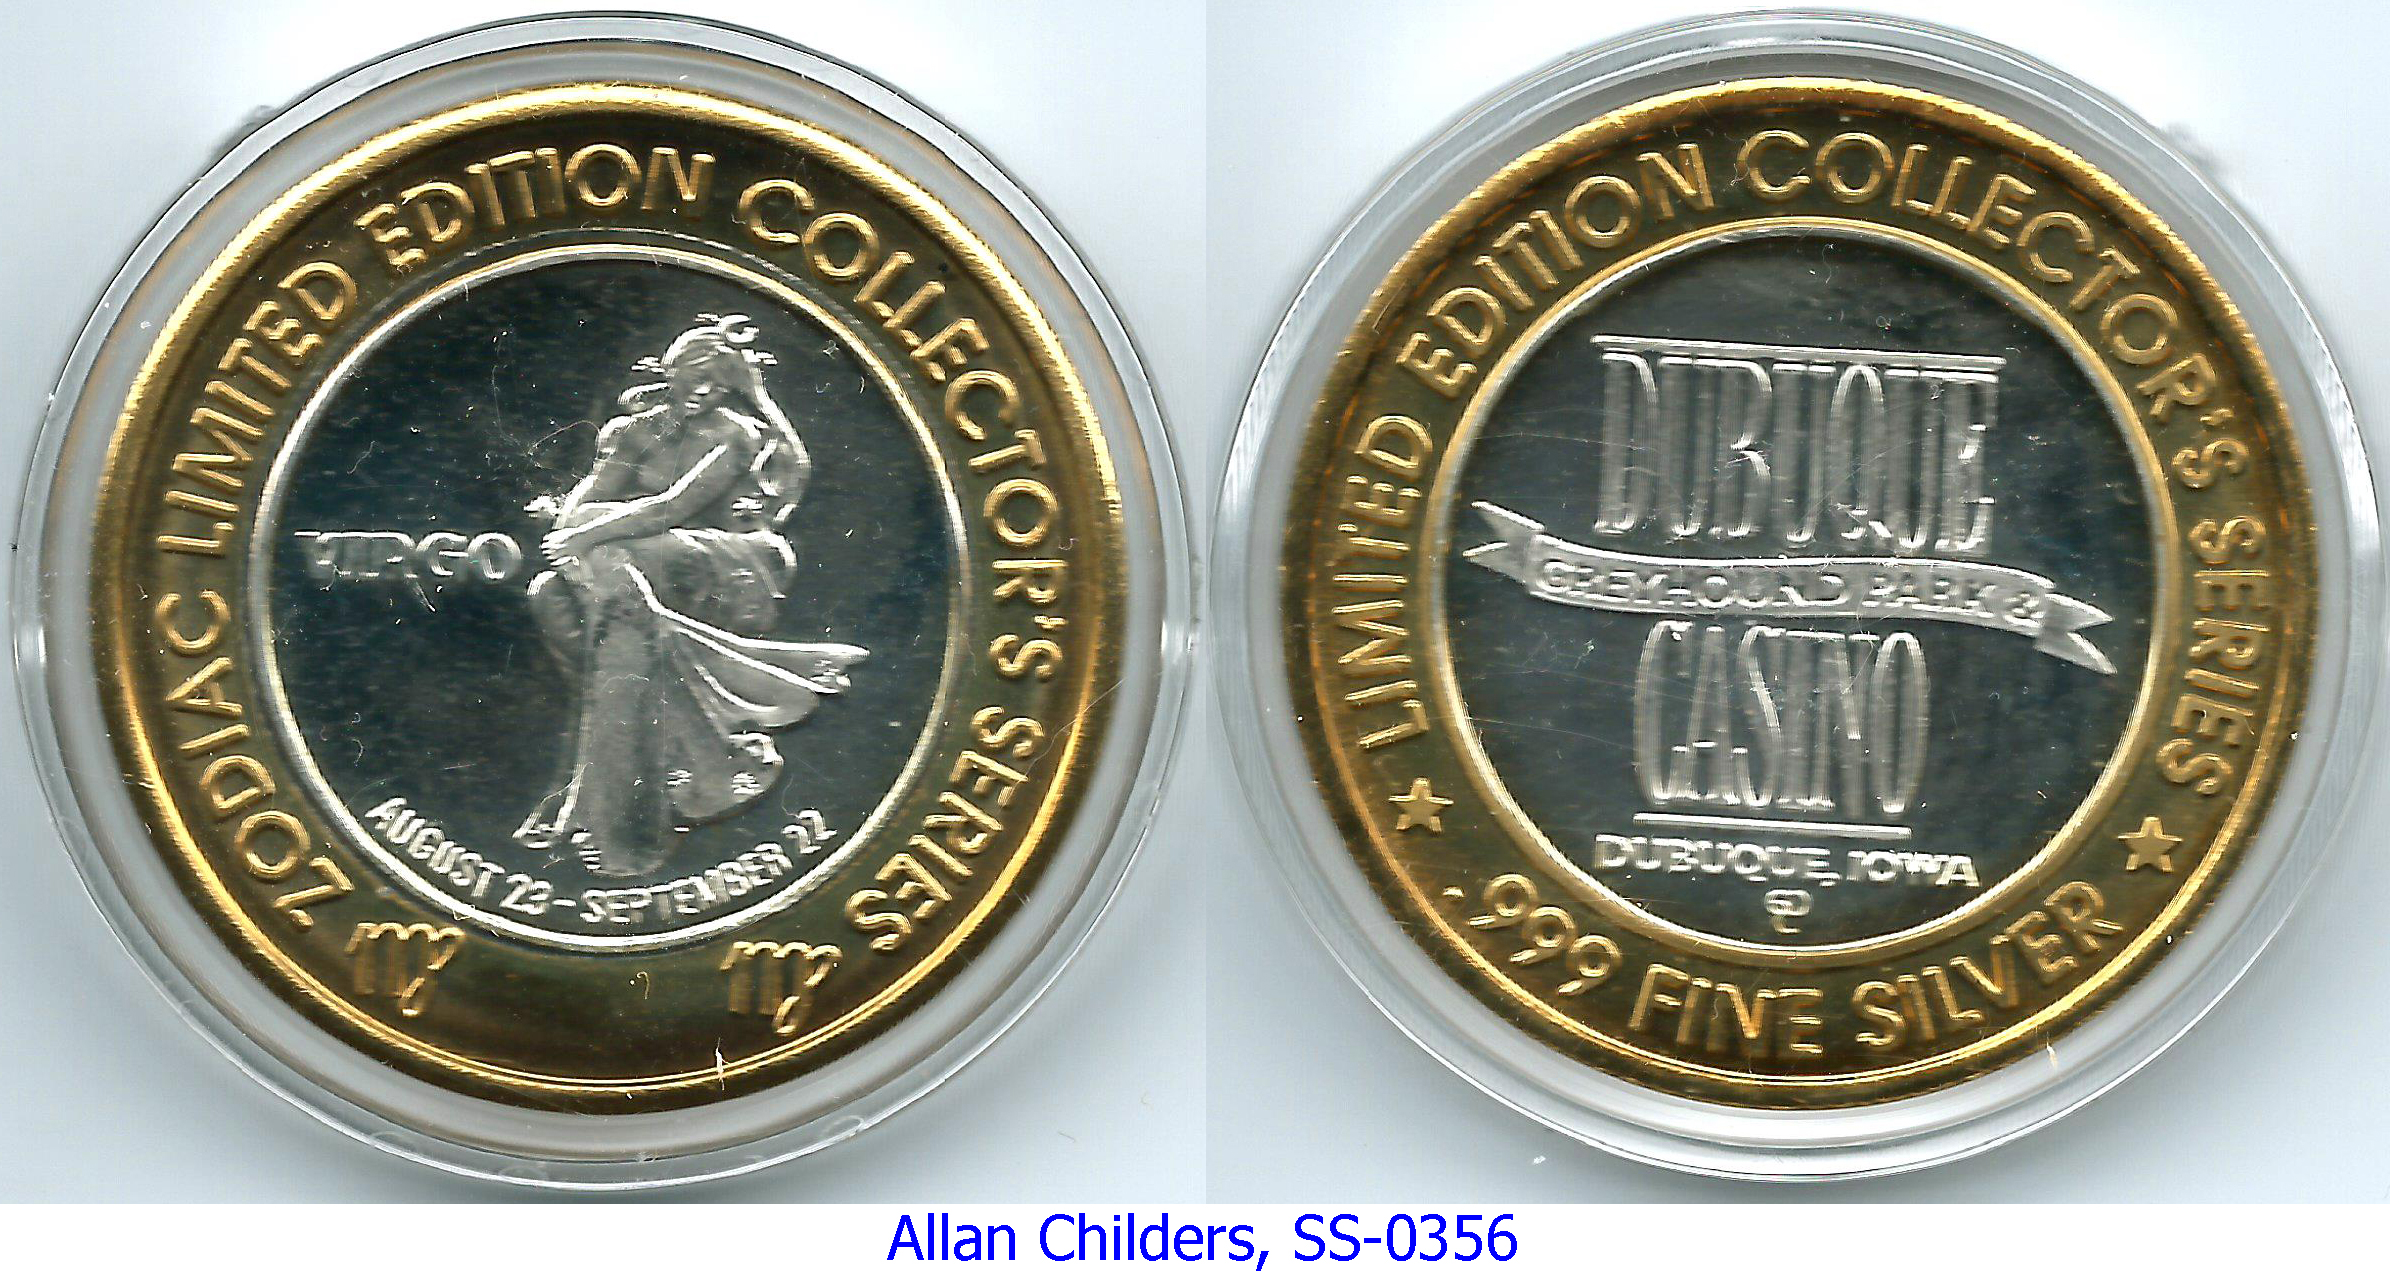 ZODIAC LIMITED EDITION COLLECTOR'S SERIES
VIRGO
AUGUST 23 - SEPTEMBER 22
LIMITED EDITION COLLECTOR'S SERIES
DUBUQUE
GREYHOUND PARK &
CASINO
DUBUQUE, IOWA
.999 FINE SILVER
Allan Childers, SS-0356